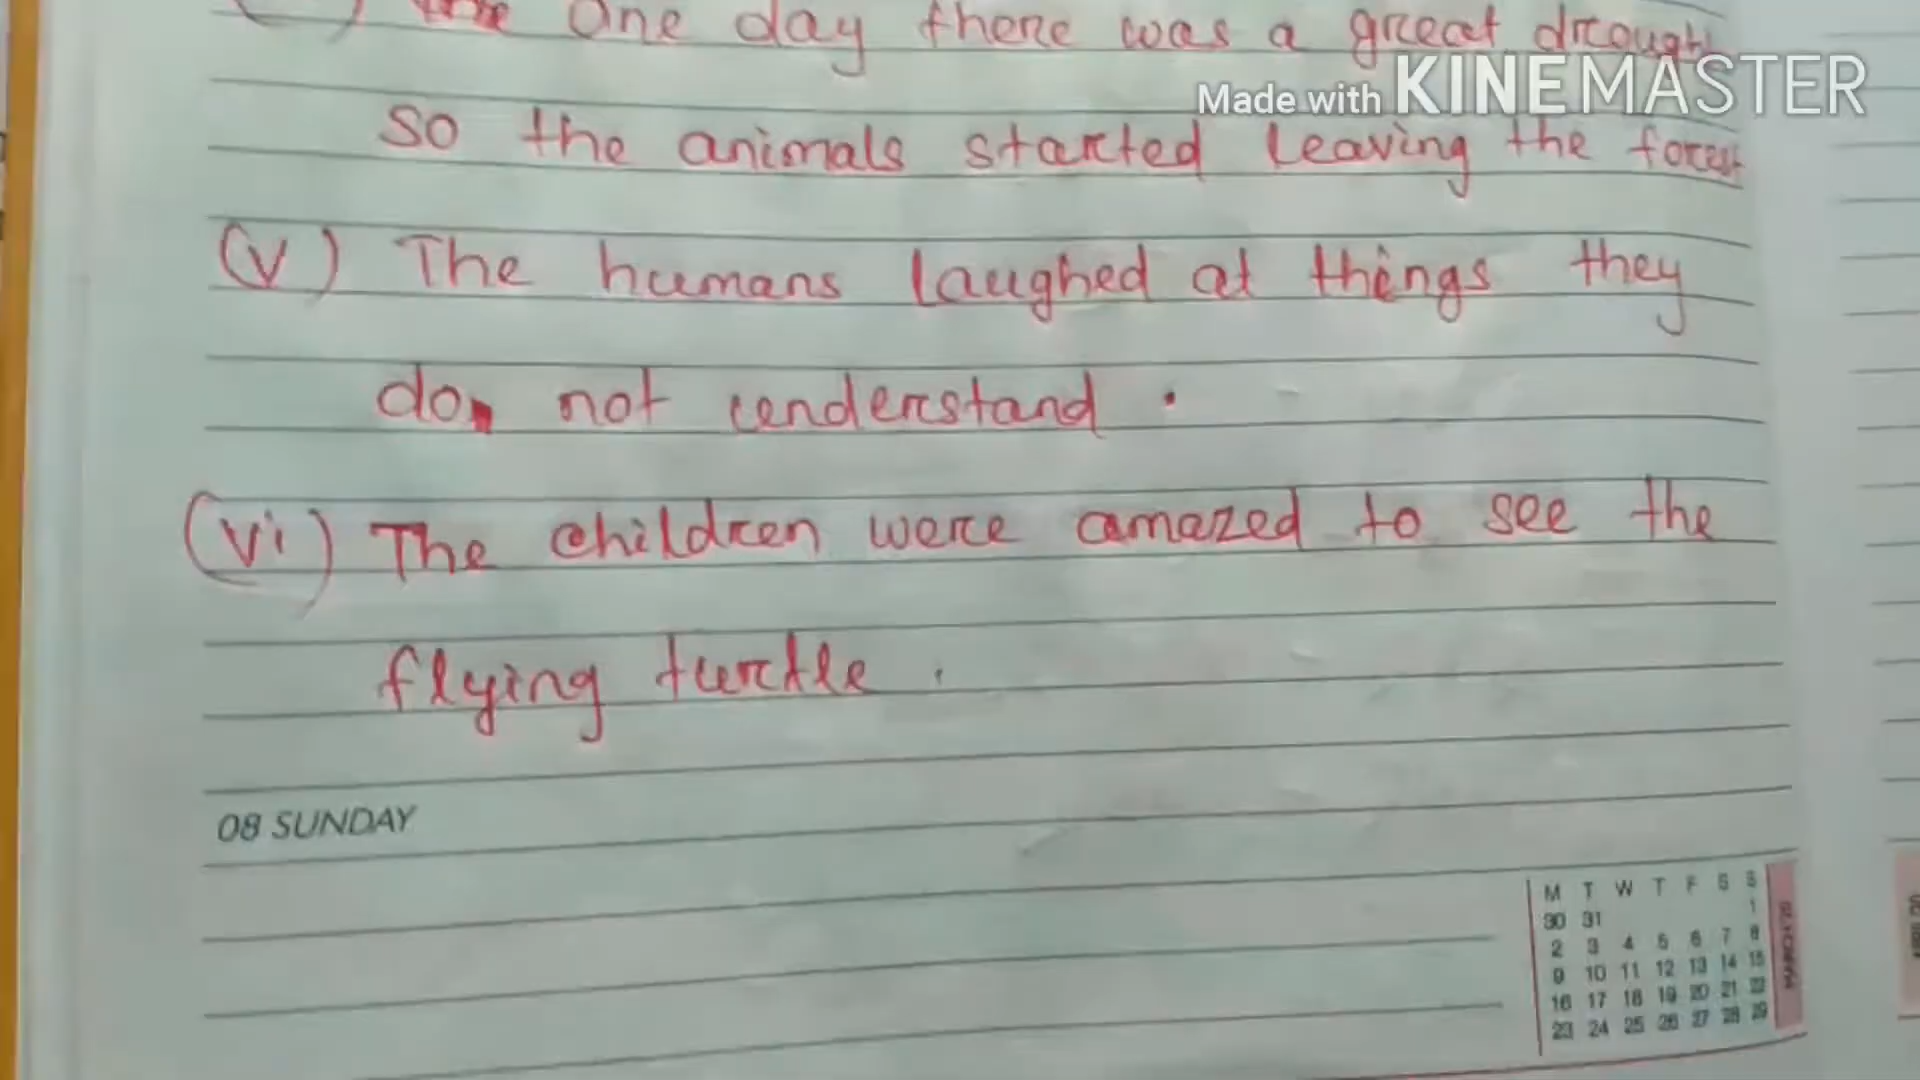 One day there was a great drought
Made with KINEMASTER
so the animals started leaving the forest
(v) The humans laughed at things they
do not understand .
(vi) The children were amazed to see the
flying turtle .
08 SUNDAY
M T W T F S S
30 31 1
2 3 4 5 6 7 8
9 10 11 12 13 14 15
16 17 18 19 20 21 22
23 24 25 26 27 28 29